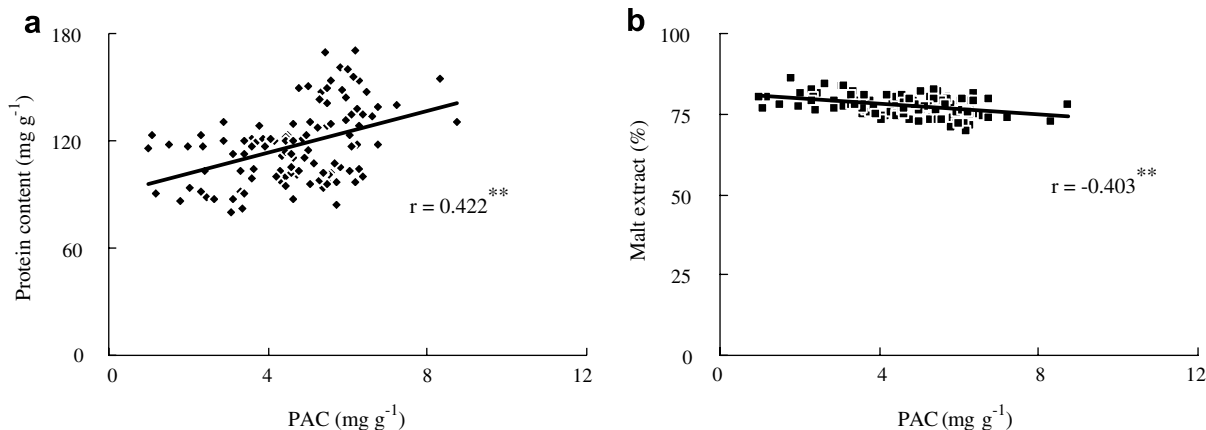 a
180
120
60
0
Protein content (mg g-1)
r = 0.422**
0 4 8 12
PAC (mg g-1)
b
100
75
50
25
0
Malt extract (%)
r = -0.403**
0 4 8 12
PAC (mg g-1)